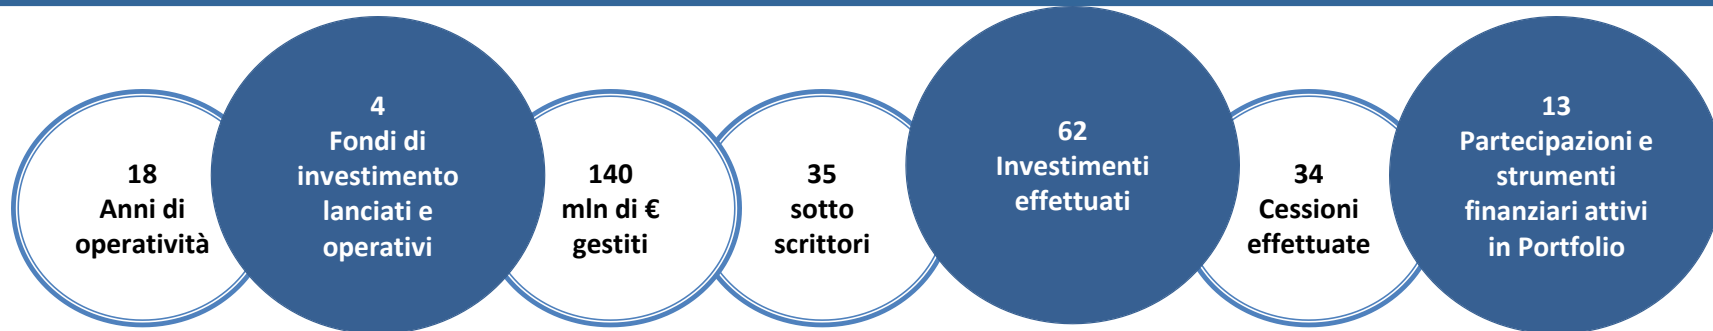 18
Anni di
operatività
4
Fondi di
investimento
lanciati e
operativi
140
mln di €
gestiti
35
sotto
scrittori
62
Investimenti
effettuati
34
Cessioni
effettuate
13
Partecipazioni e
strumenti
finanziari attivi
in Portfolio